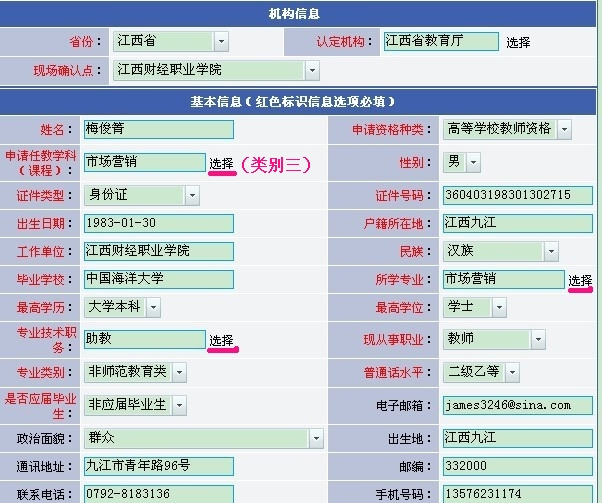 机构信息
省份： 江西省 认定机构： 江西省教育厅 选择
现场确认点： 江西财经职业学院
基本信息（红色标识信息选项必填）
姓名： 梅俊箐 申请资格种类： 高等学校教师资格
申请任教学科（课程）： 市场营销 选择（类别三） 性别： 男
证件类型： 身份证 证件号码： 360403198301302715
出生日期： 1983-01-30 户籍所在地： 江西九江
工作单位： 江西财经职业学院 民族： 汉族
毕业学校： 中国海洋大学 所学专业： 市场营销 选择
最高学历： 大学本科 最高学位： 学士
专业技术职务： 助教 选择 现从事职业： 教师
专业类别： 非师范教育类 普通话水平： 二级乙等
是否应届毕业生： 非应届毕业生 电子邮箱： james3246@sina.com
政治面貌： 群众 出生地： 江西九江
通讯地址： 九江市青年路96号 邮编： 332000
联系电话： 0792-8183136 手机号码： 13576231174